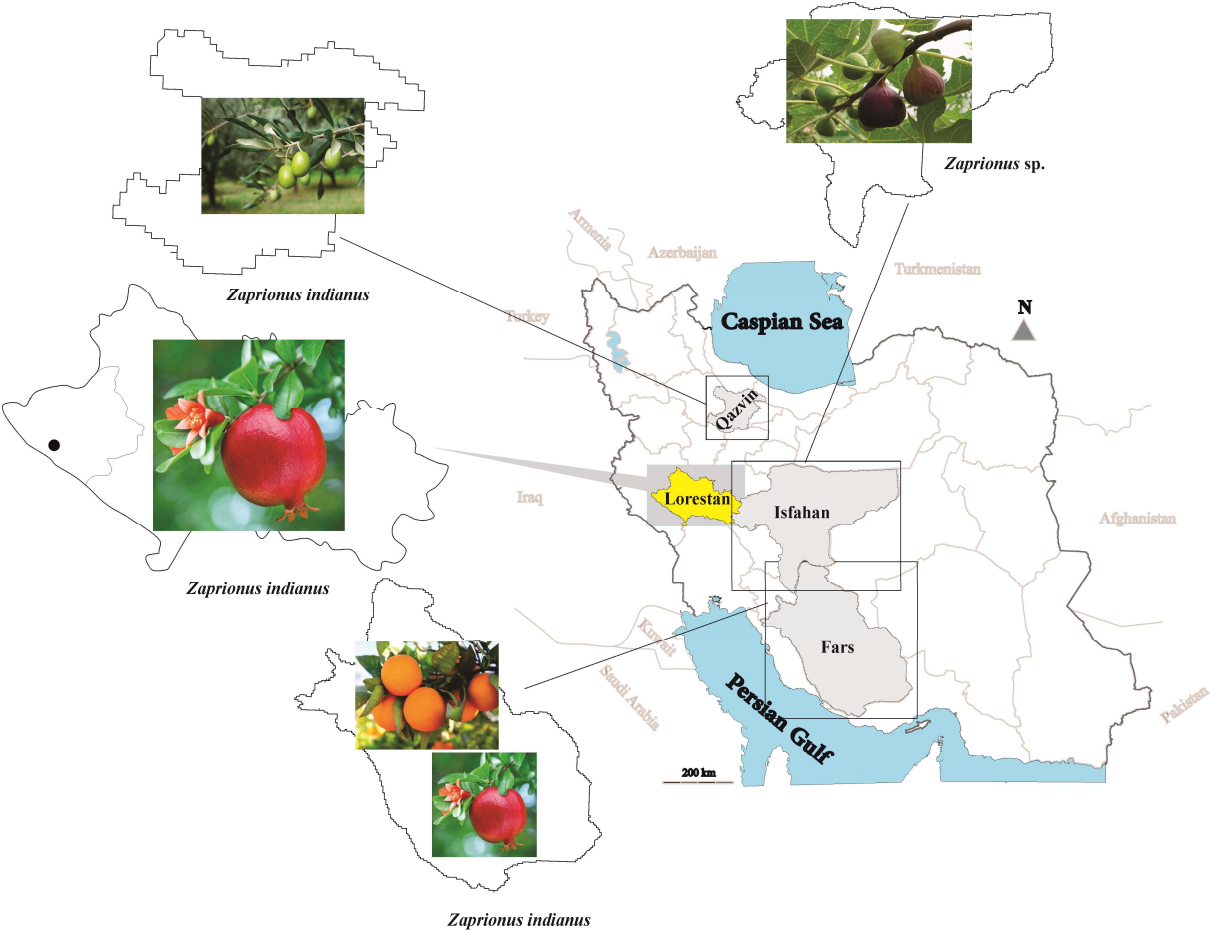 Zaprionus sp.
Armenia
Azerbaijan
Turkmenistan
Zaprionus indianus
Turkey
Caspian Sea
N
Qazvin
Iraq
Lorestan
Isfahan
Afghanistan
Zaprionus indianus
Kuwait
Fars
Saudi Arabia
Persian Gulf
Pakistan
200 km
Zaprionus indianus